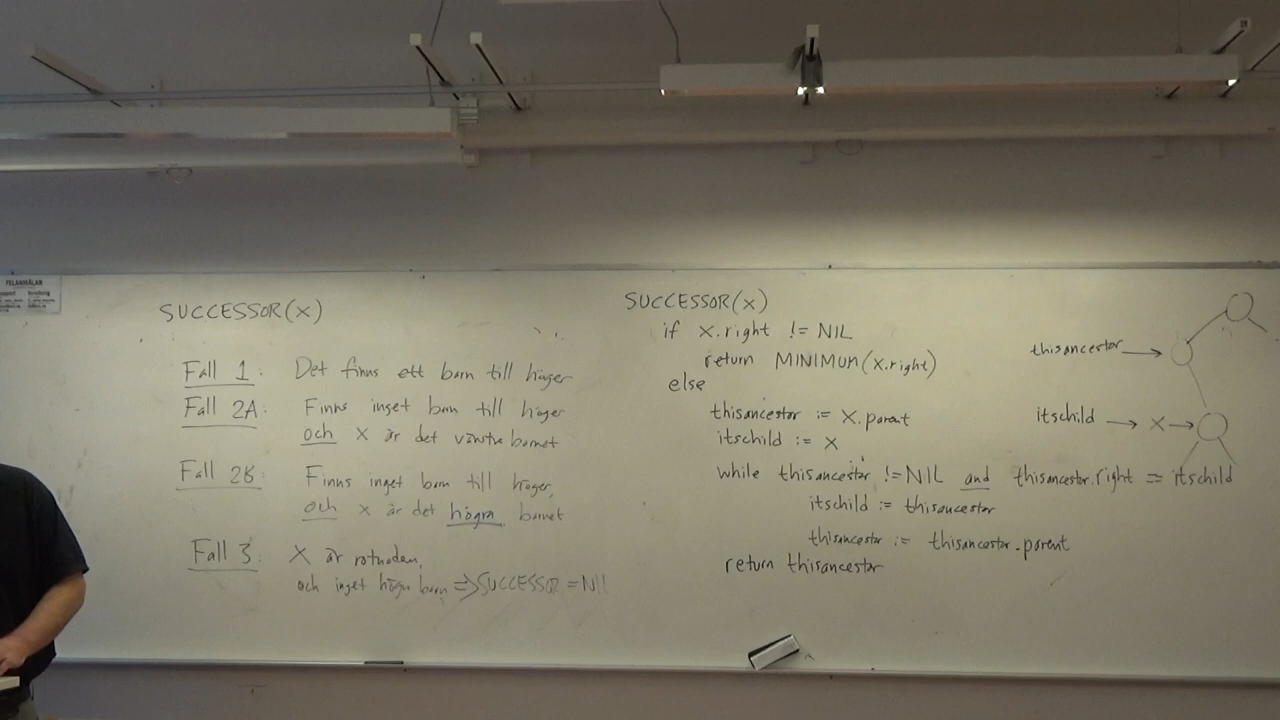 FELANMÄLAN
SUCCESSOR(x)
Fall 1: Det finns ett barn till höger
Fall 2A: Finns inget barn till höger
och x är det vänstra barnet
Fall 2B: Finns inget barn till höger,
och x är det högra barnet
Fall 3: X är rotnoden,
och inget högra barn => SUCCESSOR = NIL
SUCCESSOR(x)
if x.right != NIL
return MINIMUM(x.right)
else
thisancestor := x.parent
itschild := x
while thisancestor != NIL and thisancestor.right == itschild
itschild := thisancestor
thisancestor := thisancestor.parent
return thisancestor
thisancestor
itschild → x →